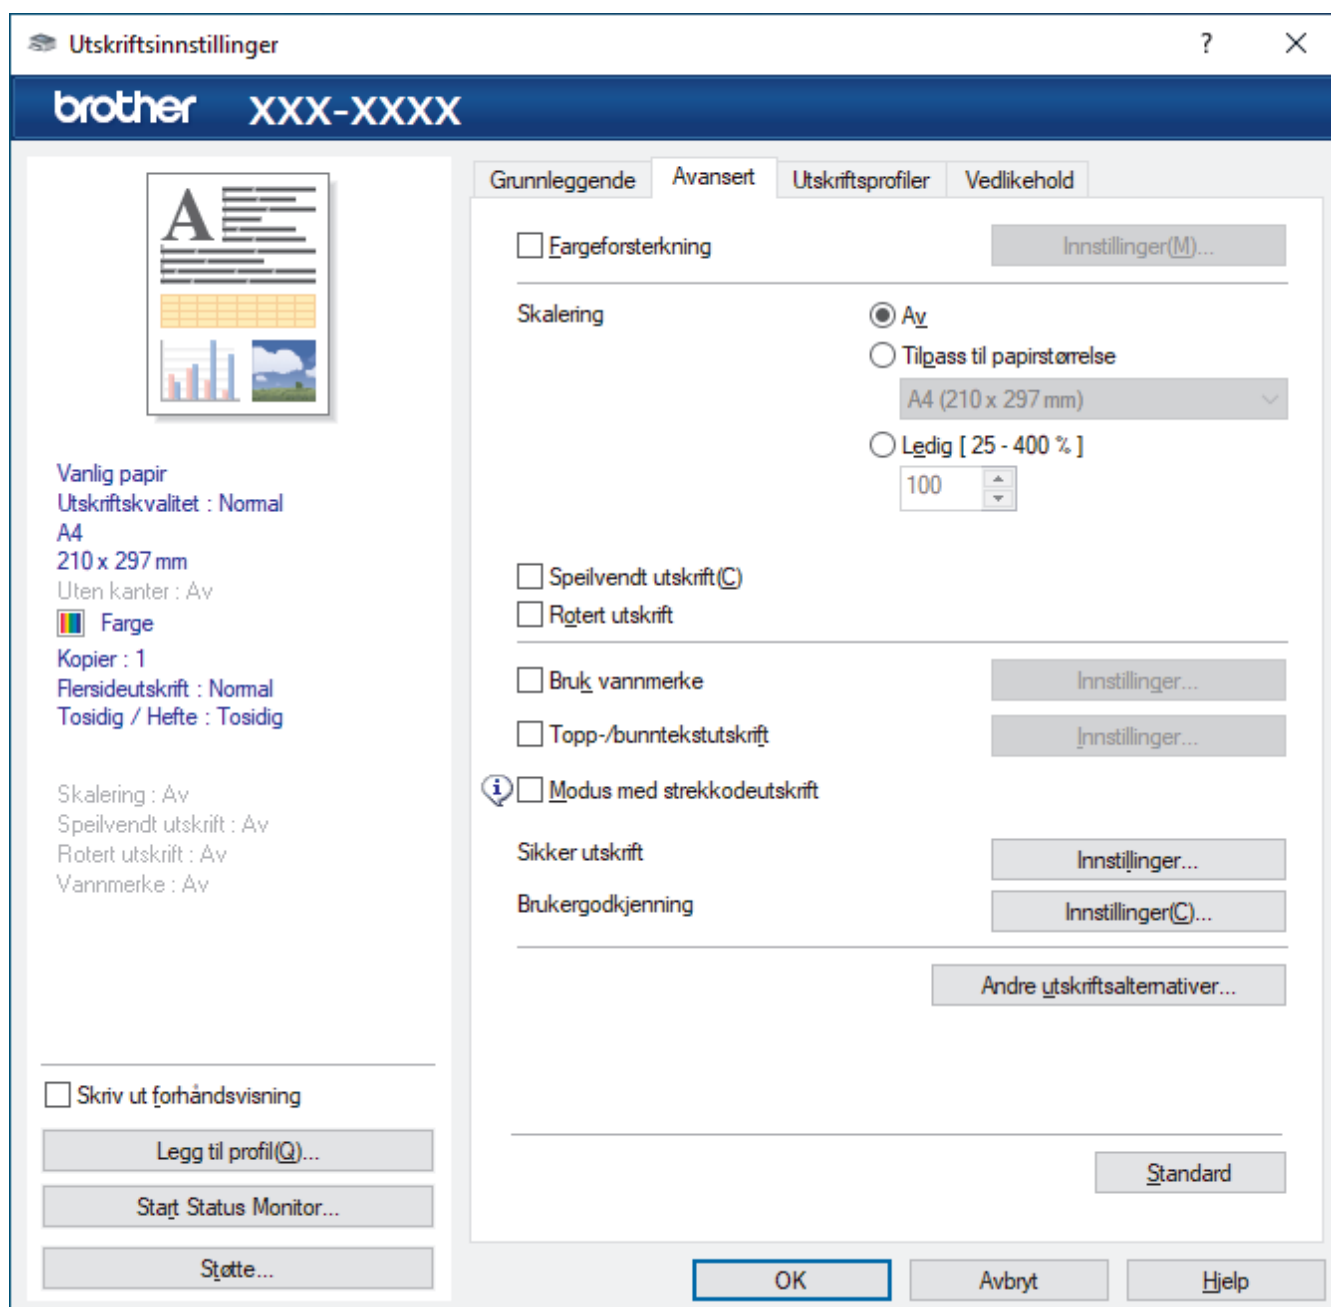 Utskriftsinnstillinger
?
brother XXX-XXXX
A
Vanlig papir
Utskriftskvalitet : Normal
A4
210 x 297 mm
Uten kanter : Av
Farge
Kopier : 1
Flersideutskrift : Normal
Tosidig / Hefte : Tosidig
Skalering : Av
Speilvendt utskrift : Av
Rotert utskrift : Av
Vannmerke : Av
Skriv ut forhåndsvisning
Legg til profil(Q)...
Start Status Monitor...
Støtte...
Grunnleggende Avansert Utskriftsprofiler Vedlikehold
Fargeforsterkning Innstillinger(M)...
Skalering Av
Tilpass til papirstørrelse
A4 (210 x 297 mm)
Ledig [ 25 - 400 % ]
100
Speilvendt utskrift(C)
Rotert utskrift
Bruk vannmerke Innstillinger...
Topp-/bunntekstutskrift Innstillinger...
Modus med strekkodeutskrift
Sikker utskrift Innstillinger...
Brukergodkjenning Innstillinger(C)...
Andre utskriftsalternativer...
Standard
OK Avbryt Hjelp